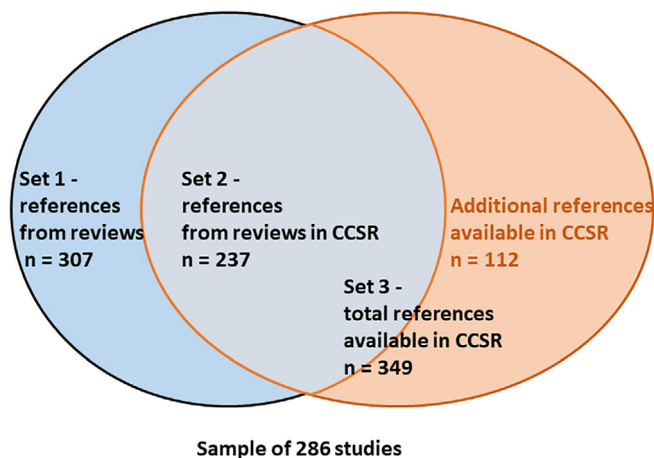 Set 1 -
references
from reviews
n = 307
Set 2 -
references
from reviews in CCSR
n = 237
Additional references
available in CCSR
n = 112
Set 3 -
total references
available in CCSR
n = 349
Sample of 286 studies